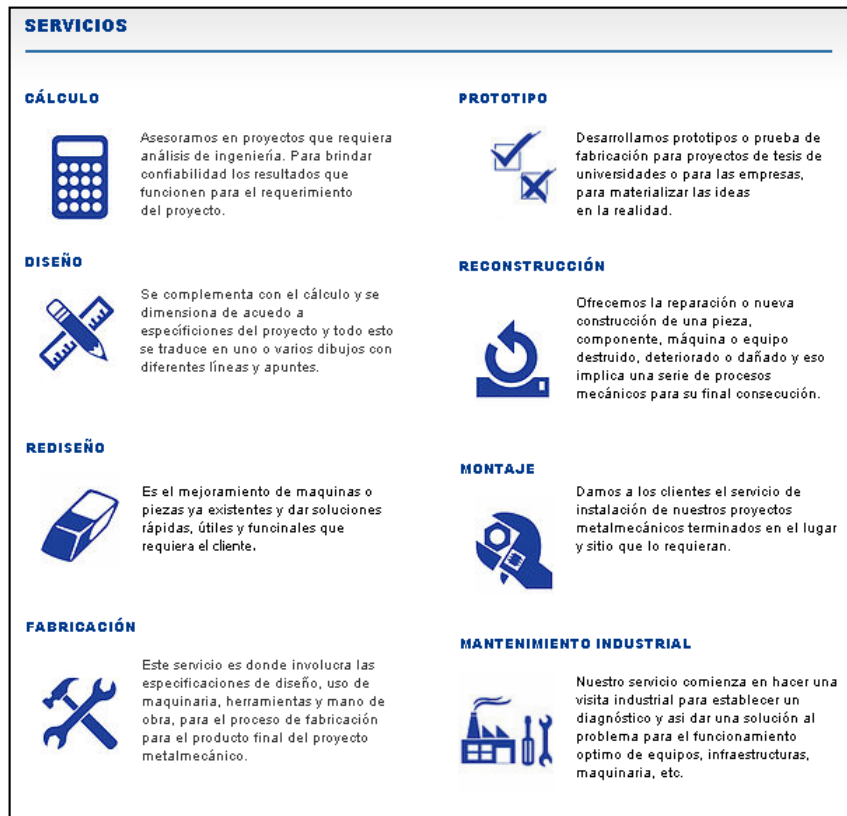 SERVICIOS
CÁLCULO
Asesoramos en proyectos que requiera
análisis de ingeniería. Para brindar
confiabilidad los resultados que
funcionen para el requerimiento
del proyecto.
DISEÑO
Se complementa con el cálculo y se
dimensiona de acuedo a
específiciones del proyecto y todo esto
se traduce en uno o varios dibujos con
diferentes líneas y apuntes.
REDISEÑO
Es el mejoramiento de maquinas o
piezas ya existentes y dar soluciones
rápidas, útiles y funcinales que
requiera el cliente.
FABRICACIÓN
Este servicio es donde involucra las
especificaciones de diseño, uso de
maquinaria, herramientas y mano de
obra, para el proceso de fabricación
para el producto final del proyecto
metalmecánico.
PROTOTIPO
Desarrollamos prototipos o prueba de
fabricación para proyectos de tesis de
universidades o para las empresas,
para materializar las ideas
en la realidad.
RECONSTRUCCIÓN
Ofrecemos la reparación o nueva
construcción de una pieza,
componente, máquina o equipo
destruido, deteriorado o dañado y eso
implica una serie de procesos
mecánicos para su final consecución.
MONTAJE
Damos a los clientes el servicio de
instalación de nuestros proyectos
metalmecánicos terminados en el lugar
y sitio que lo requieran.
MANTENIMIENTO INDUSTRIAL
Nuestro servicio comienza en hacer una
visita industrial para establecer un
diagnóstico y asi dar una solución al
problema para el funcionamiento
optimo de equipos, infraestructuras,
maquinaria, etc.